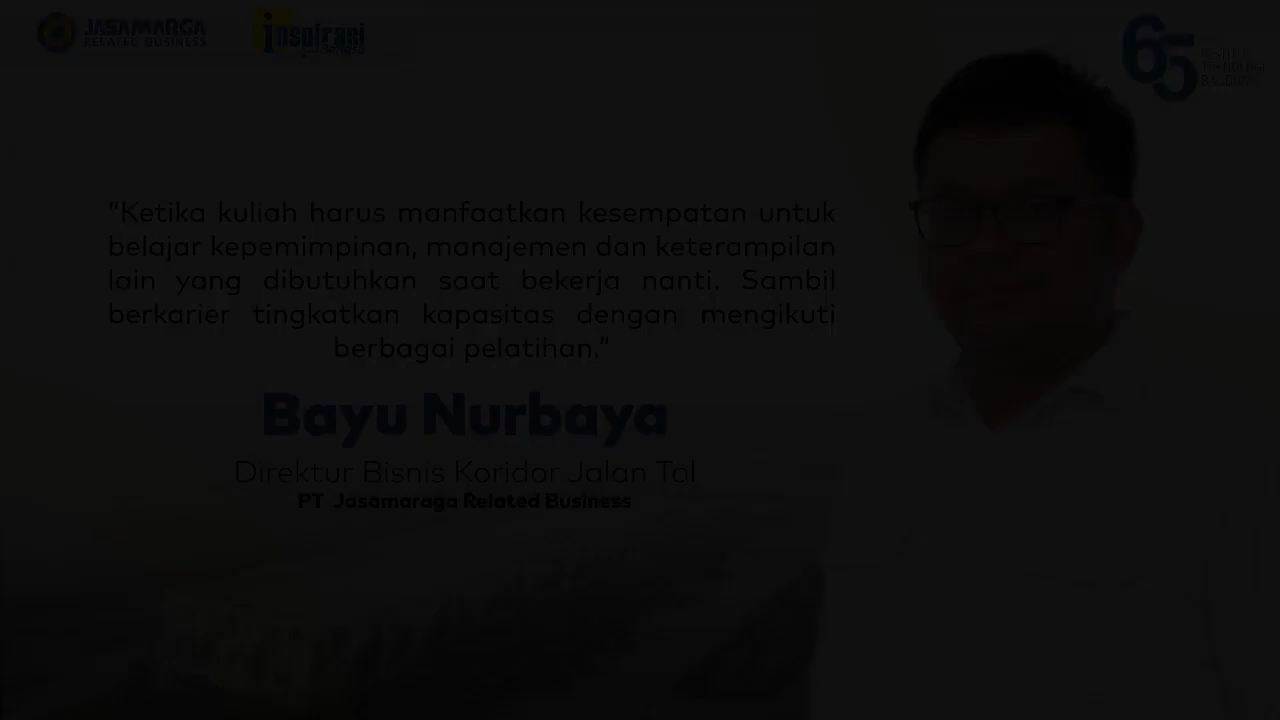 JASAMARGA
RELATED BUSINESS
inspirasi
65
"Ketika kuliah harus manfaatkan kesempatan untuk
belajar kepemimpinan, manajemen dan keterampilan
lain yang dibutuhkan saat bekerja nanti. Sambil
berkarier tingkatkan kapasitas dengan mengikuti
berbagai pelatihan."
Bayu Nurbaya
Direktur Bisnis Koridor Jalan Tol
PT Jasamaraga Related Business